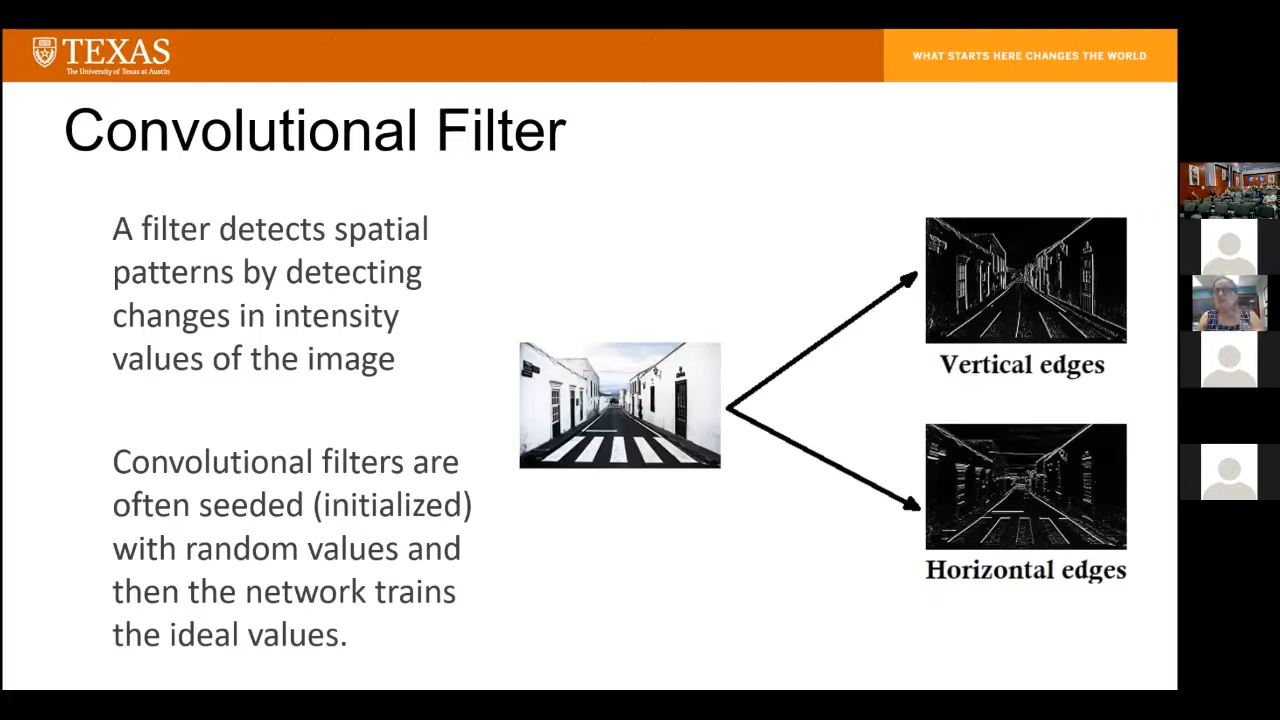 TEXAS
The University of Texas at Austin
WHAT STARTS HERE CHANGES THE WORLD
Convolutional Filter
A filter detects spatial
patterns by detecting
changes in intensity
values of the image
Convolutional filters are
often seeded (initialized)
with random values and
then the network trains
the ideal values.
Vertical edges
Horizontal edges